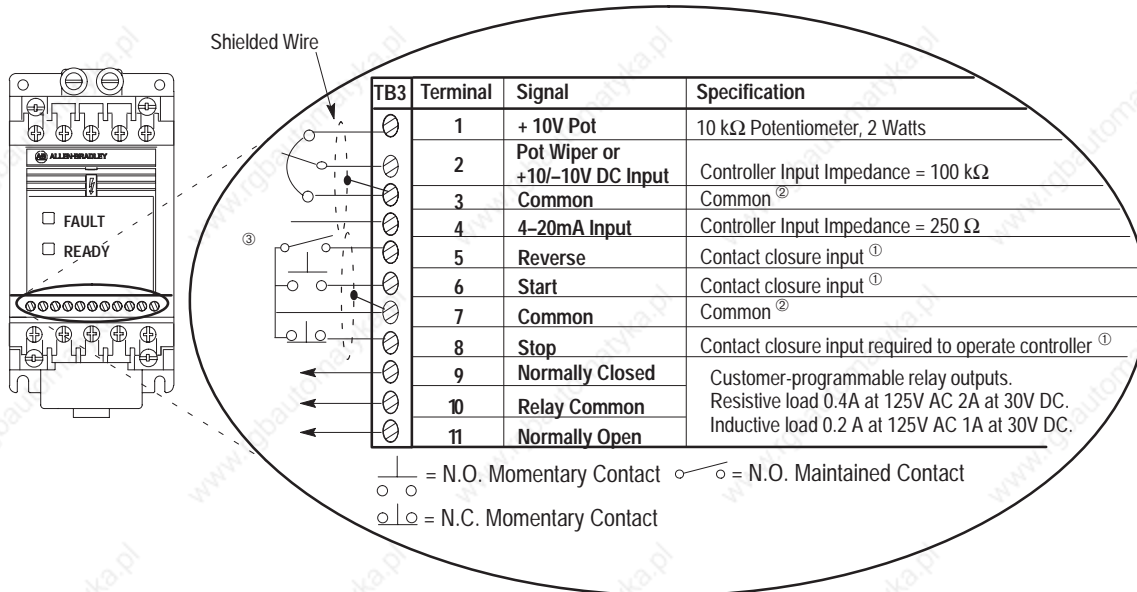 Shielded Wire
TB3 Terminal Signal Specification
1 + 10V Pot 10 kΩ Potentiometer, 2 Watts
2 Pot Wiper or
+10/–10V DC Input Controller Input Impedance = 100 kΩ
3 Common Common ②
4 4–20mA Input Controller Input Impedance = 250 Ω
③
5 Reverse Contact closure input ①
6 Start Contact closure input ①
7 Common Common ②
8 Stop Contact closure input required to operate controller ①
9 Normally Closed
10 Relay Common
11 Normally Open
Customer-programmable relay outputs.
Resistive load 0.4A at 125V AC 2A at 30V DC.
Inductive load 0.2 A at 125V AC 1A at 30V DC.
= N.O. Momentary Contact
= N.O. Maintained Contact
= N.C. Momentary Contact
AB ALLEN-BRADLEY
FAULT
READY
www.rgbautomatyka.pl